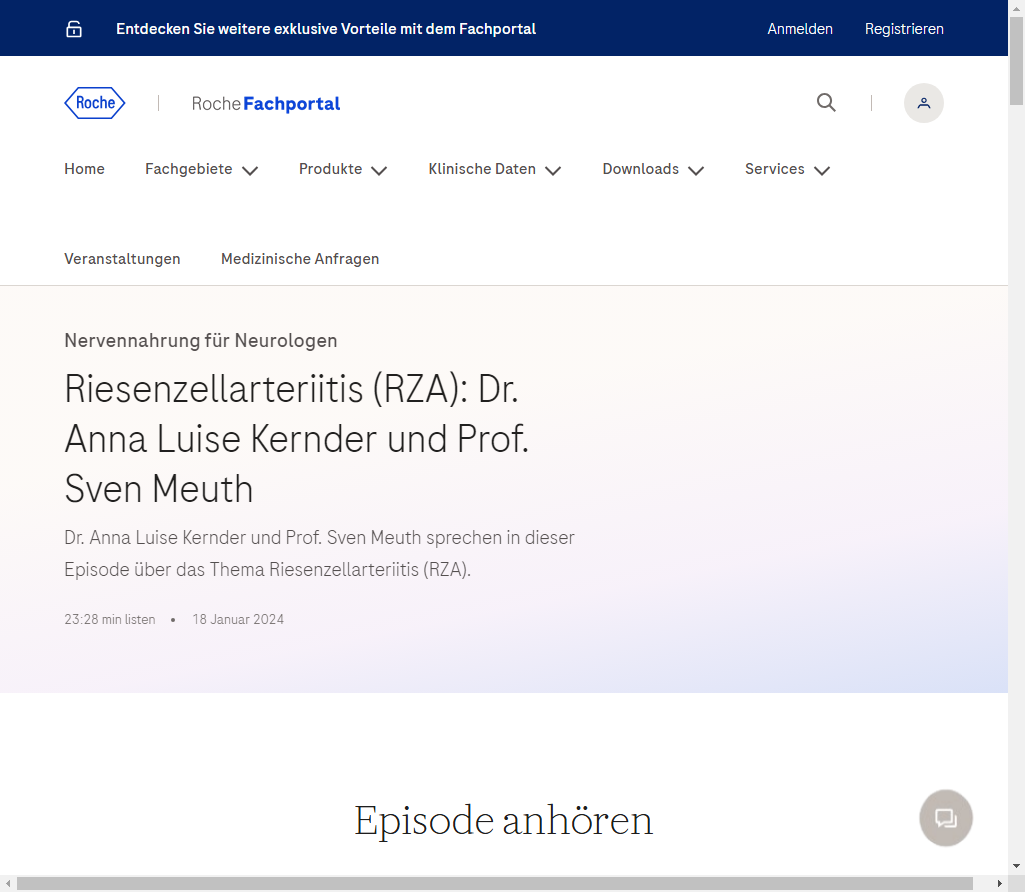 Entdecken Sie weitere exklusive Vorteile mit dem Fachportal
Anmelden
Registrieren
Roche
Roche Fachportal
Home
Fachgebiete
Produkte
Klinische Daten
Downloads
Services
Veranstaltungen
Medizinische Anfragen
Nervennahrung für Neurologen
Riesenzellarteriitis (RZA): Dr.
Anna Luise Kernder und Prof.
Sven Meuth
Dr. Anna Luise Kernder und Prof. Sven Meuth sprechen in dieser
Episode über das Thema Riesenzellarteriitis (RZA).
23:28 min listen • 18 Januar 2024
Episode anhören